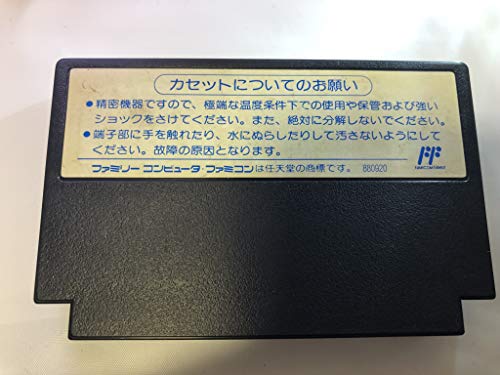 カセットについてのお願い
●精密機器ですので、極端な温度条件下での使用や保管および強い
ショックをさけてください。また、絶対に分解しないでください。
●端子部に手を触れたり、水にぬらしたりして汚さないようにして
ください。故障の原因となります。
ファミリーコンピュータ・ファミコンは任天堂の商標です。 880920
FAMICOM FAMILY